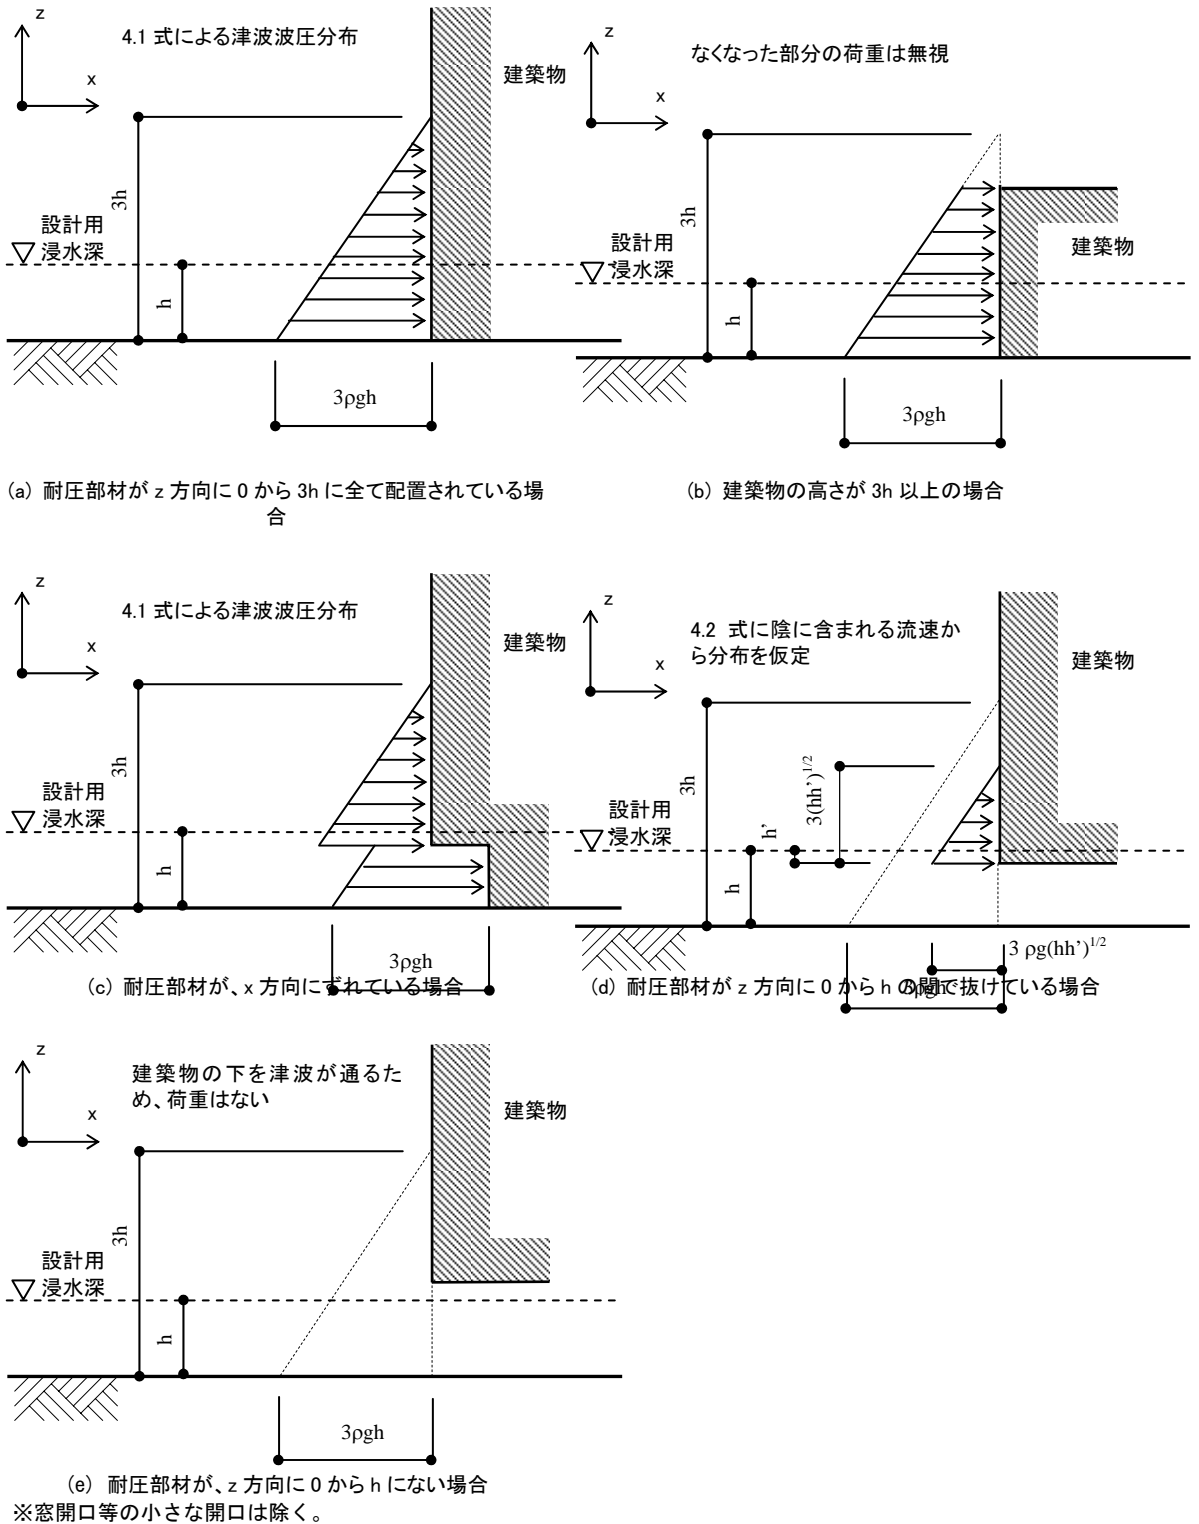 z
4.1 式による津波波圧分布
建築物
x
3h
設計用
浸水深
h
3ρgh
(a) 耐圧部材が z 方向に 0 から 3h に全て配置されている場
合
z
なくなった部分の荷重は無視
x
3h
設計用
浸水深
建築物
h
3ρgh
(b) 建築物の高さが 3h 以上の場合
z
4.1 式による津波波圧分布
建築物
x
3h
設計用
浸水深
h
3ρgh
(c) 耐圧部材が、x 方向にずれている場合
z
4.2 式に陰に含まれる流速か
ら分布を仮定
建築物
x
3h
3(hh')1/2
設計用
浸水深
h'
h
3 ρg(hh')1/2
3ρgh
(d) 耐圧部材が z 方向に 0 から h の間で抜けている場合
z
建築物の下を津波が通るた
め、荷重はない
建築物
x
3h
設計用
浸水深
h
3ρgh
(e) 耐圧部材が、z 方向に 0 から h にない場合
※窓開口等の小さな開口は除く。